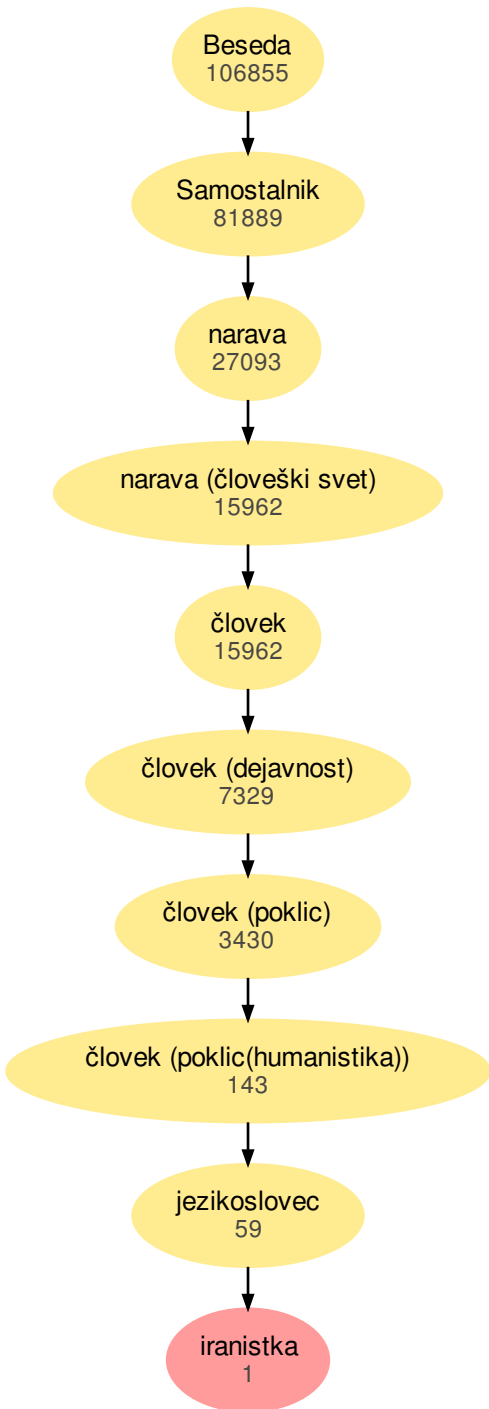 Beseda
106855
Samostalnik
81889
narava
27093
narava (človeški svet)
15962
človek
15962
človek (dejavnost)
7329
človek (poklic)
3430
človek (poklic(humanistika))
143
jezikoslovec
59
iranistka
1